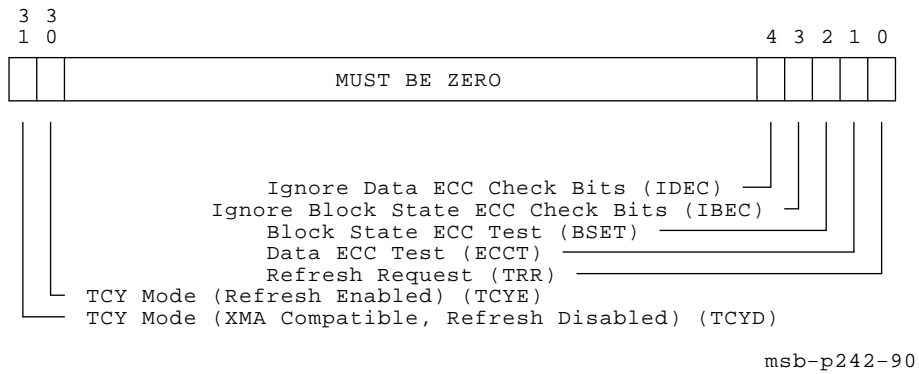 3 3
1 0 4 3 2 1 0
MUST BE ZERO
Ignore Data ECC Check Bits (IDEC)
Ignore Block State ECC Check Bits (IBEC)
Block State ECC Test (BSET)
Data ECC Test (ECCT)
Refresh Request (TRR)
TCY Mode (Refresh Enabled) (TCYE)
TCY Mode (XMA Compatible, Refresh Disabled) (TCYD)
msb-p242-90